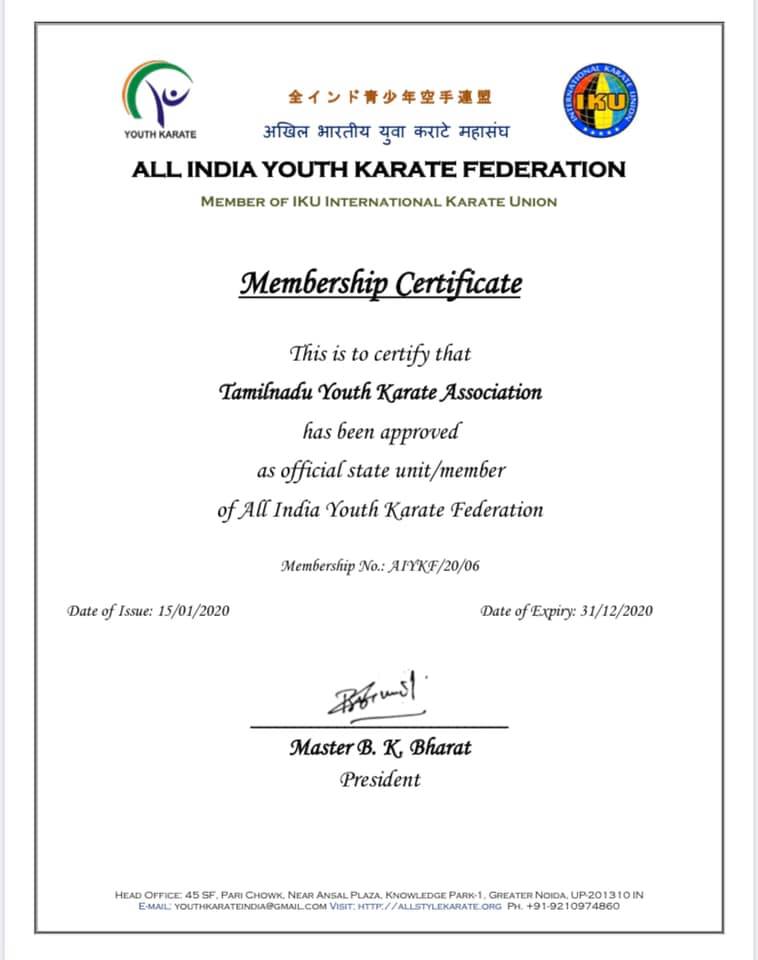 YOUTH KARATE
全インド青少年空手連盟
INTERNATIONAL KARATE UNION
IKU
अखिल भारतीय युवा कराटे महासंघ
ALL INDIA YOUTH KARATE FEDERATION
MEMBER OF IKU INTERNATIONAL KARATE UNION
Membership Certificate
This is to certify that
Tamilnadu Youth Karate Association
has been approved
as official state unit/member
of All India Youth Karate Federation
Membership No.: AIYKF/20/06
Date of Issue: 15/01/2020
Date of Expiry: 31/12/2020
Master B. K. Bharat
President
HEAD OFFICE: 45 SF, PARI CHOWK, NEAR ANSAL PLAZA, KNOWLEDGE PARK-1, GREATER NOIDA, UP-201310 IN
E-MAIL: YOUTHKARATEINDIA@GMAIL.COM VISIT: HTTP://ALLSTYLEKARATE.ORG PH. +91-9210974860